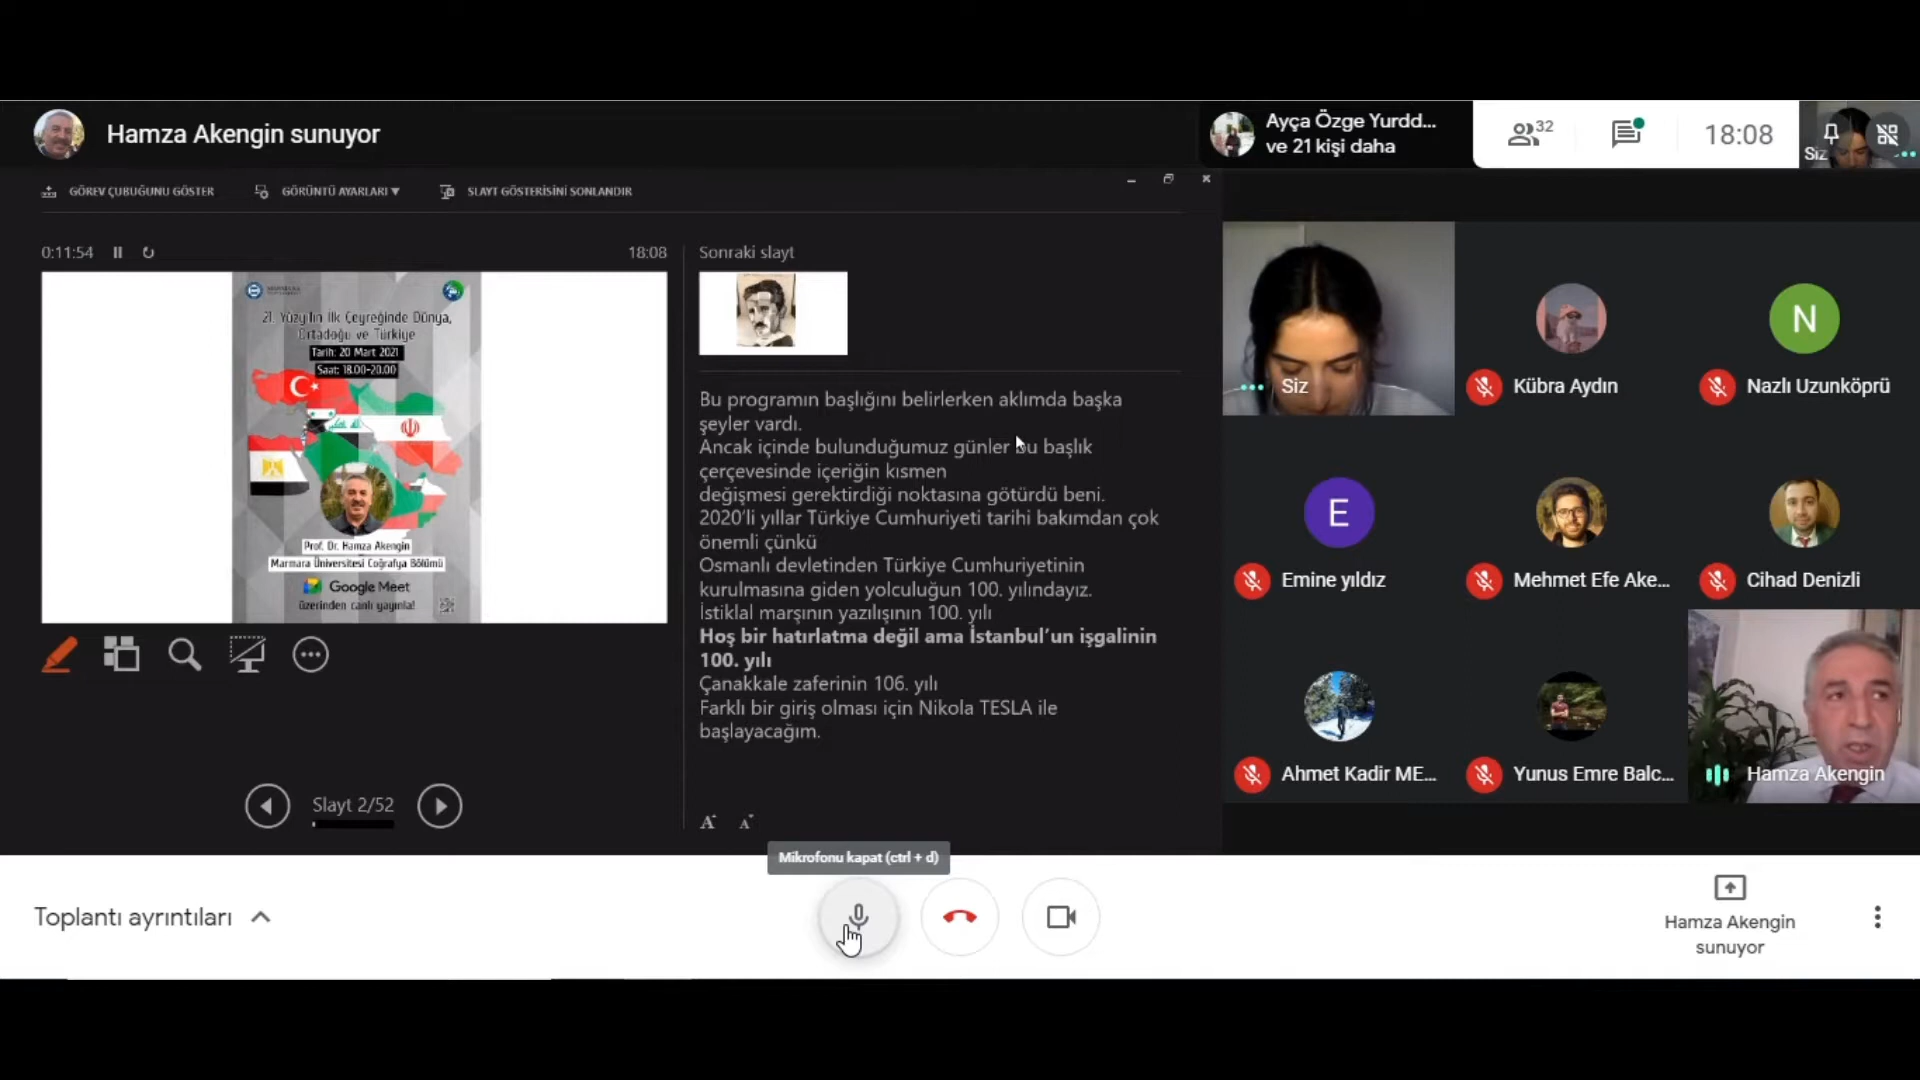 Hamza Akengin sunuyor
Ayça Özge Yurdd...
ve 21 kişi daha
32
18:08
Siz
GÖREV ÇUBUĞUNU GÖSTER
GÖRÜNTÜ AYARLARI
SLAYT GÖSTERİSİNİ SONLANDIR
0:11:54
18:08
Sonraki slayt
21. Yüzyılın İlk Çeyreğinde Dünya,
Ortadoğu ve Türkiye
Tarih: 20 Mart 2021
Saat: 18.00-20.00
Prof. Dr. Hamza Akengin
Marmara Üniversitesi Coğrafya Bölümü
Google Meet
üzerinden canlı yayınla!
Bu programın başlığını belirlerken aklımda başka
şeyler vardı.
Ancak içinde bulunduğumuz günler bu başlık
çerçevesinde içeriğin kısmen
değişmesi gerektirdiği noktasına götürdü beni.
2020'li yıllar Türkiye Cumhuriyeti tarihi bakımdan çok
önemli çünkü
Osmanlı devletinden Türkiye Cumhuriyetinin
kurulmasına giden yolculuğun 100. yılındayız.
İstiklal marşının yazılışının 100. yılı
Hoş bir hatırlatma değil ama İstanbul'un işgalinin
100. yılı
Çanakkale zaferinin 106. yılı
Farklı bir giriş olması için Nikola TESLA ile
başlayacağım.
Slayt 2/52
A A
Siz
Kübra Aydın
N
Nazlı Uzunköprü
E
Emine yıldız
Mehmet Efe Ake...
Cihad Denizli
Ahmet Kadir ME...
Yunus Emre Balc...
Hamza Akengin
Mikrofonu kapat (ctrl + d)
Toplantı ayrıntıları
Hamza Akengin
sunuyor